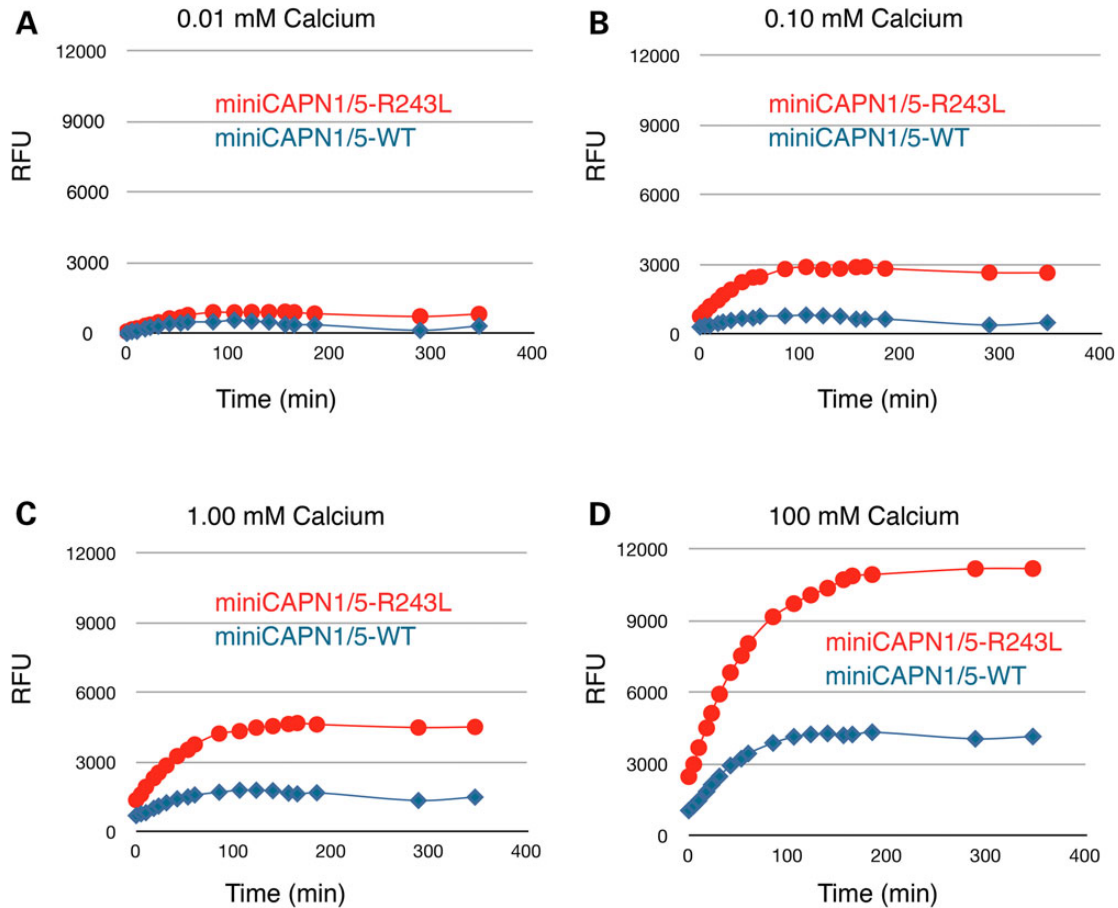 A
0.01 mM Calcium
12000
9000
6000
3000
0
RFU
miniCAPN1/5-R243L
miniCAPN1/5-WT
0 100 200 300 400
Time (min)
B
0.10 mM Calcium
12000
9000
6000
3000
0
RFU
miniCAPN1/5-R243L
miniCAPN1/5-WT
0 100 200 300 400
Time (min)
C
1.00 mM Calcium
12000
9000
6000
3000
0
RFU
miniCAPN1/5-R243L
miniCAPN1/5-WT
0 100 200 300 400
Time (min)
D
100 mM Calcium
12000
9000
6000
3000
0
RFU
miniCAPN1/5-R243L
miniCAPN1/5-WT
0 100 200 300 400
Time (min)